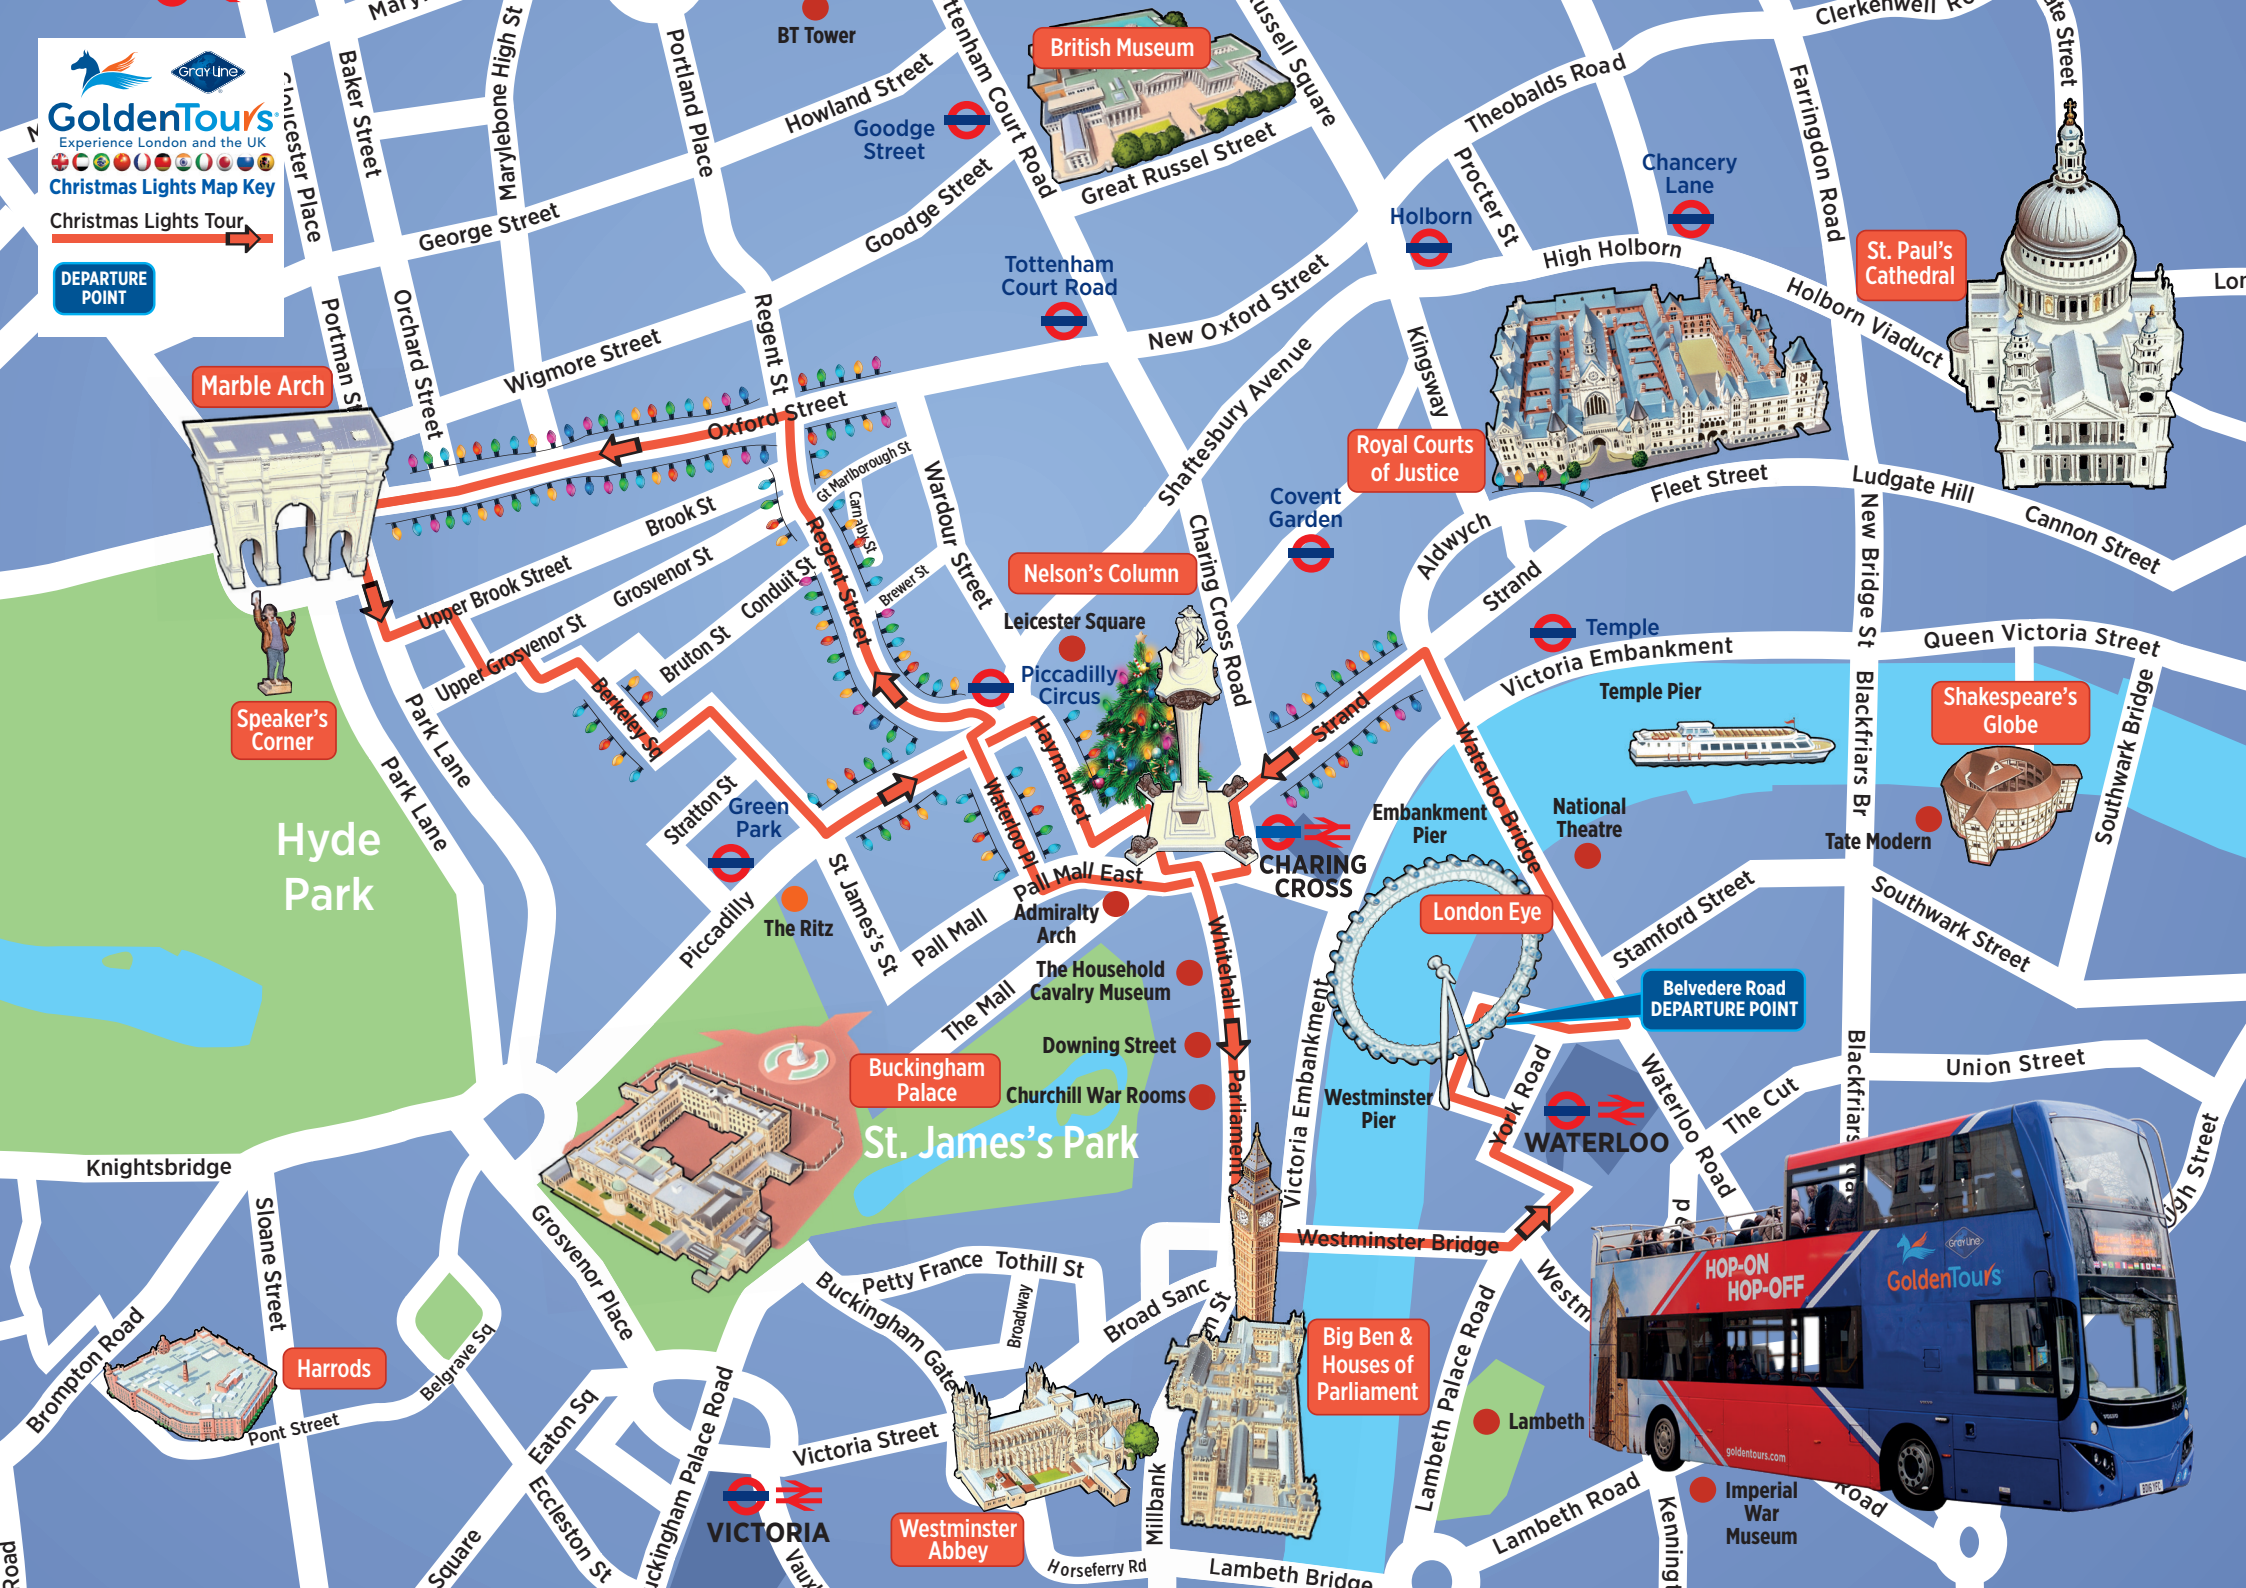 GrayLine
GoldenTours
Experience London and the UK
Christmas Lights Map Key
Christmas Lights Tour
DEPARTURE
POINT
Baker Street
Marylebone High St
Portland Place
BT Tower
Howland Street
Goodge
Street
British Museum
Great Russel Street
Theobalds Road
Procter St
Chancery
Lane
Farringdon Road
Holborn
High Holborn
Holborn Viaduct
St. Paul's
Cathedral
George Street
Goodge Street
Tottenham
Court Road
New Oxford Street
Portman St
Orchard Street
Wigmore Street
Regent St
Oxford Street
Marble Arch
Kingsway
Shaftesbury Avenue
Royal Courts
of Justice
Fleet Street
Ludgate Hill
Cannon Street
New Bridge St
Covent
Garden
Aldwych
Strand
Gt Marlborough St
Carnaby St
Wardour Street
Brewer St
Brook St
Upper Brook Street
Grosvenor St
Upper Grosvenor St
Conduit St
Bruton St
Regent Street
Berkeley Sq
Charing Cross Road
Nelson's Column
Leicester Square
Piccadilly
Circus
Haymarket
Waterloo Pl
Strand
Temple
Victoria Embankment
Temple Pier
Queen Victoria Street
Blackfriars Br
Shakespeare's
Globe
Southwark Bridge
Tate Modern
Speaker's
Corner
Park Lane
Park Lane
Hyde
Park
Stratton St
Green
Park
The Ritz
Piccadilly
St James's St
Pall Mall
Pall Mall East
Admiralty
Arch
CHARING
CROSS
Embankment
Pier
Waterloo Bridge
National
Theatre
London Eye
Stamford Street
Southwark Street
Belvedere Road
DEPARTURE POINT
The Mall
The Household
Cavalry Museum
Whitehall
Downing Street
Churchill War Rooms
Parliament
Victoria Embankment
Westminster
Pier
York Road
WATERLOO
Waterloo Road
The Cut
Union Street
Blackfriars
Buckingham
Palace
St. James's Park
Knightsbridge
Sloane Street
Grosvenor Place
Westminster Bridge
Petty France
Tothill St
Broadway
Broad Sanc
Buckingham Gate
Brompton Road
Harrods
Pont Street
Belgrave Sq
Eaton Sq
Eccleston St
Buckingham Palace Road
Victoria Street
VICTORIA
Westminster
Abbey
Millbank
Horseferry Rd
Lambeth Bridge
Big Ben &
Houses of
Parliament
Lambeth Palace Road
Lambeth
Lambeth Road
Imperial
War
Museum
HOP-ON
HOP-OFF
GrayLine
GoldenTours
goldentours.com
VOLVO